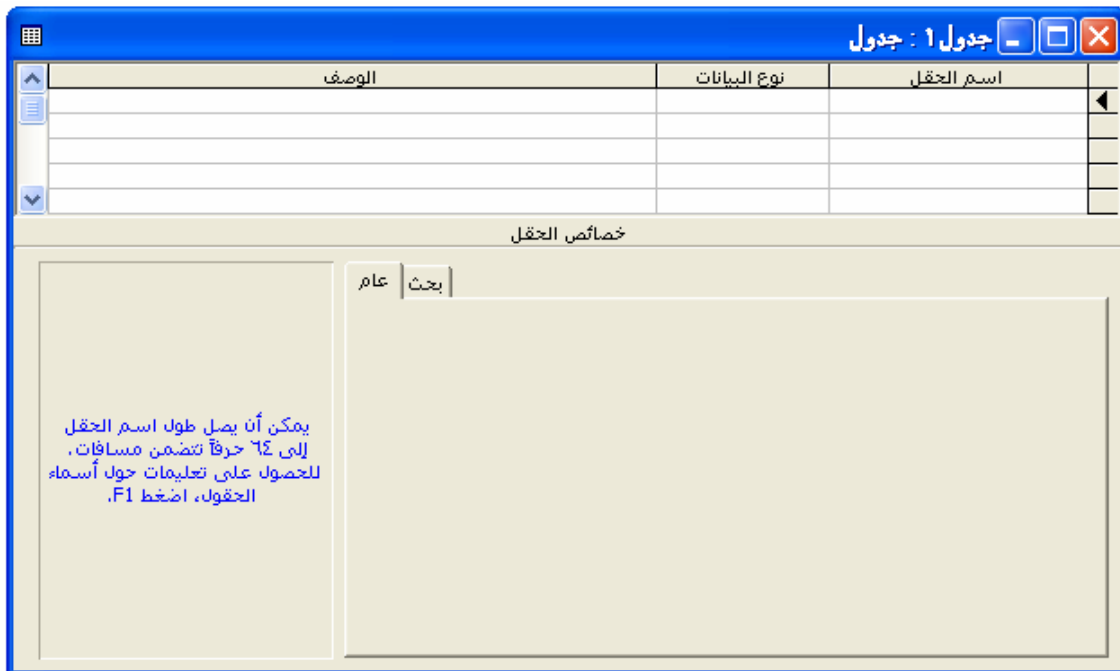 جدول١ : جدول
اسم الحقل نوع البيانات الوصف
خصائص الحقل
عام بحث
يمكن أن يصل طول اسم الحقل
إلى ٦٤ حرفاً تتضمن مسافات.
للحصول على تعليمات حول أسماء
الحقول، اضغط F1.